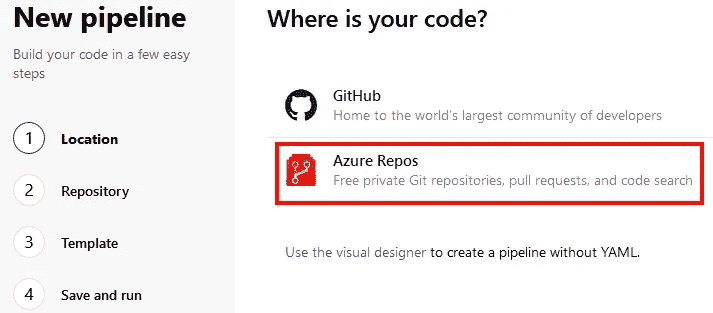 New pipeline
Build your code in a few easy
steps
1 Location
2 Repository
3 Template
4 Save and run
Where is your code?
GitHub
Home to the world's largest community of developers
Azure Repos
Free private Git repositories, pull requests, and code search
Use the visual designer to create a pipeline without YAML.